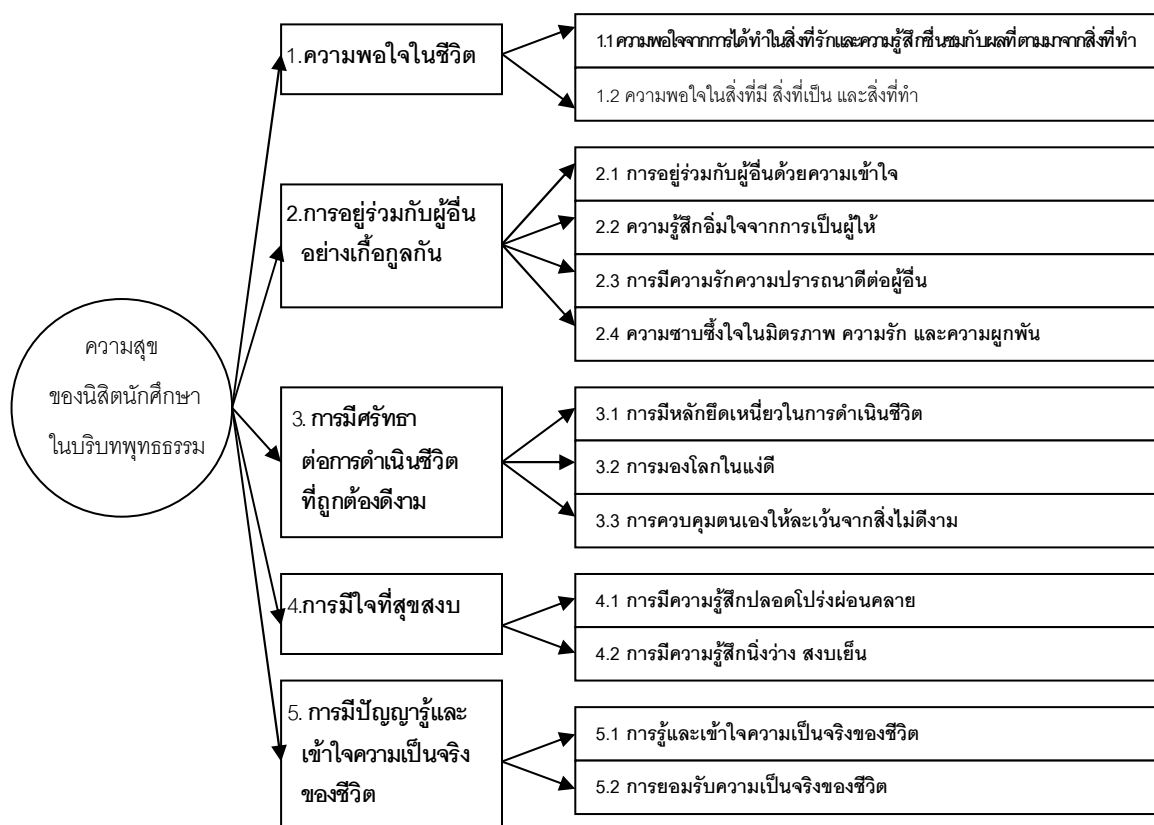 ความสุข
ของนิสิตนักศึกษา
ในบริบทพุทธธรรม
1.ความพอใจในชีวิต
1.1 ความพอใจจากการได้ทำในสิ่งที่รักและความรู้สึกชื่นชมกับผลที่ตามมาจากสิ่งที่ทำ
1.2 ความพอใจในสิ่งที่มี สิ่งที่เป็น และสิ่งที่ทำ
2.การอยู่ร่วมกับผู้อื่น
อย่างเกื้อกูลกัน
2.1 การอยู่ร่วมกับผู้อื่นด้วยความเข้าใจ
2.2 ความรู้สึกอิ่มใจจากการเป็นผู้ให้
2.3 การมีความรักความปรารถนาดีต่อผู้อื่น
2.4 ความซาบซึ้งใจในมิตรภาพ ความรัก และความผูกพัน
3. การมีศรัทธา
ต่อการดำเนินชีวิต
ที่ถูกต้องดีงาม
3.1 การมีหลักยึดเหนี่ยวในการดำเนินชีวิต
3.2 การมองโลกในแง่ดี
3.3 การควบคุมตนเองให้ละเว้นจากสิ่งไม่ดีงาม
4.การมีใจที่สุขสงบ
4.1 การมีความรู้สึกปลอดโปร่งผ่อนคลาย
4.2 การมีความรู้สึกนิ่งว่าง สงบเย็น
5. การมีปัญญารู้และ
เข้าใจความเป็นจริง
ของชีวิต
5.1 การรู้และเข้าใจความเป็นจริงของชีวิต
5.2 การยอมรับความเป็นจริงของชีวิต